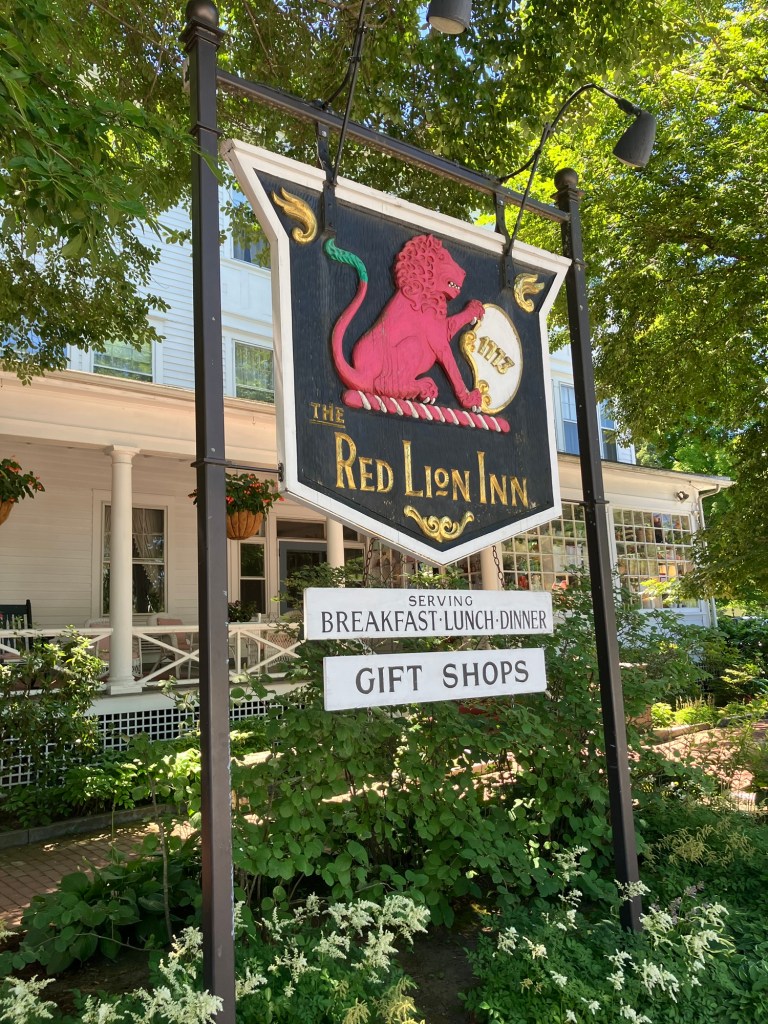 1773
THE
RED LION INN
SERVING
BREAKFAST·LUNCH·DINNER
GIFT SHOPS